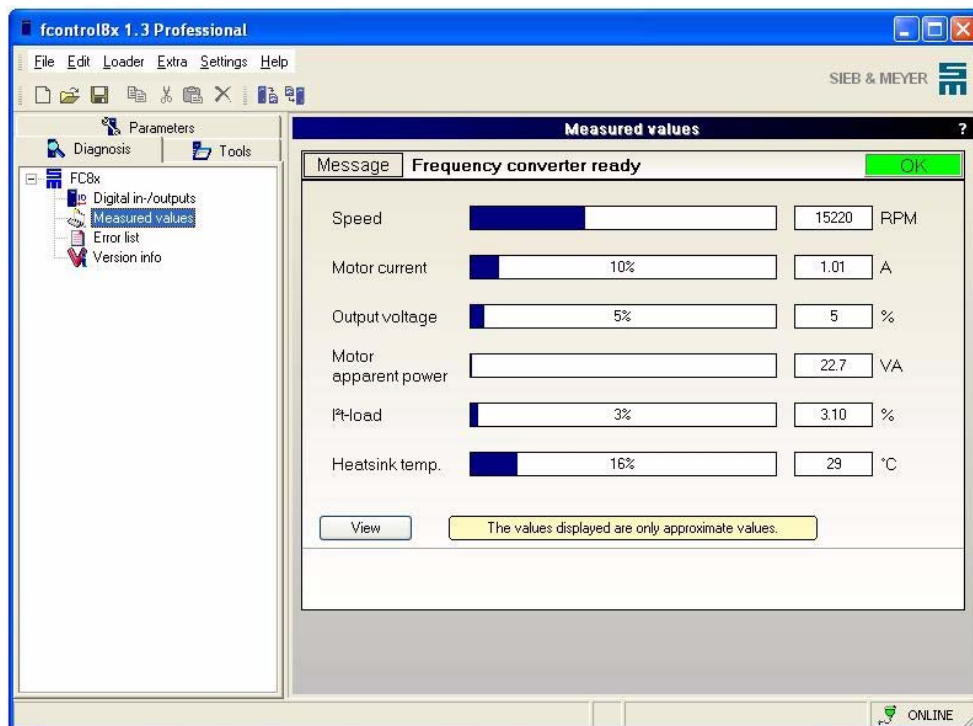 fcontrol8x 1.3 Professional
File Edit Loader Extra Settings Help
SIEB & MEYER
Parameters
Diagnosis
Tools
FC8x
Digital in-/outputs
Measured values
Error list
Version info
Measured values ?
Message Frequency converter ready OK
Speed 15220 RPM
Motor current 10% 1.01 A
Output voltage 5% 5 %
Motor
apparent power 22.7 VA
I²t-load 3% 3.10 %
Heatsink temp. 16% 29 °C
View The values displayed are only approximate values.
ONLINE